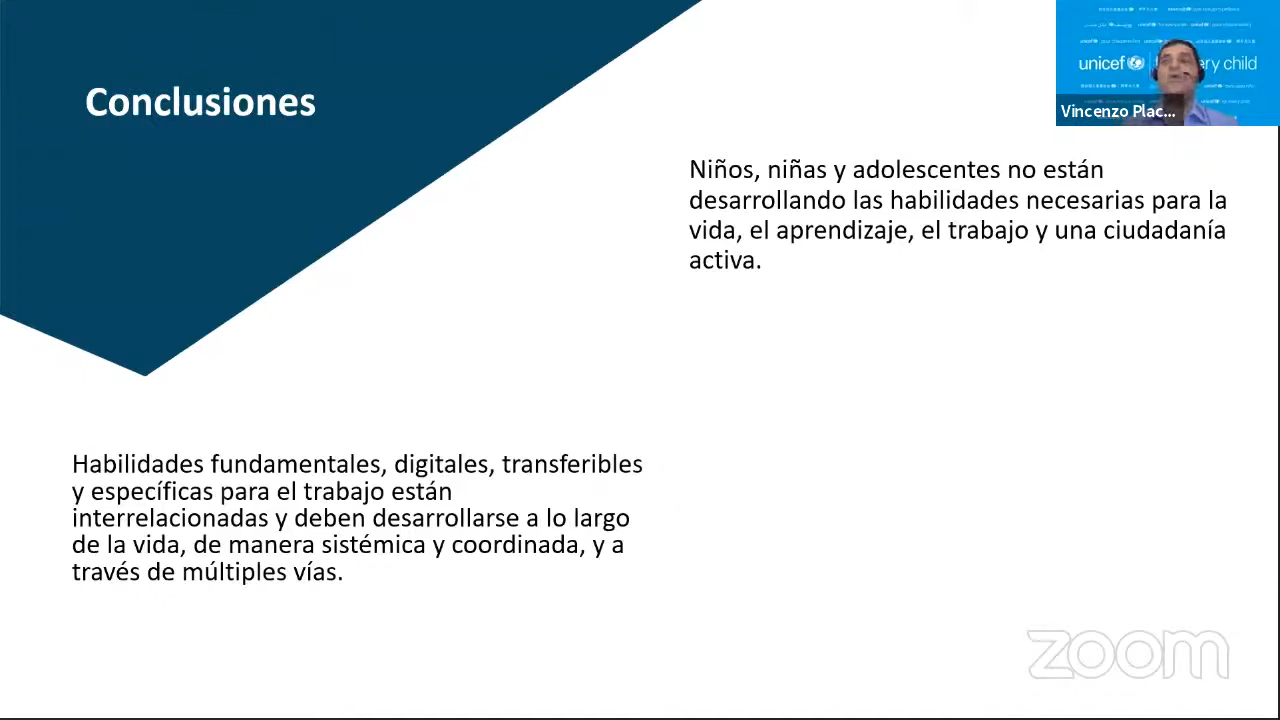 Conclusiones
unicef
ery child
Vincenzo Plac...
Niños, niñas y adolescentes no están
desarrollando las habilidades necesarias para la
vida, el aprendizaje, el trabajo y una ciudadanía
activa.
Habilidades fundamentales, digitales, transferibles
y específicas para el trabajo están
interrelacionadas y deben desarrollarse a lo largo
de la vida, de manera sistémica y coordinada, y a
través de múltiples vías.
zoom